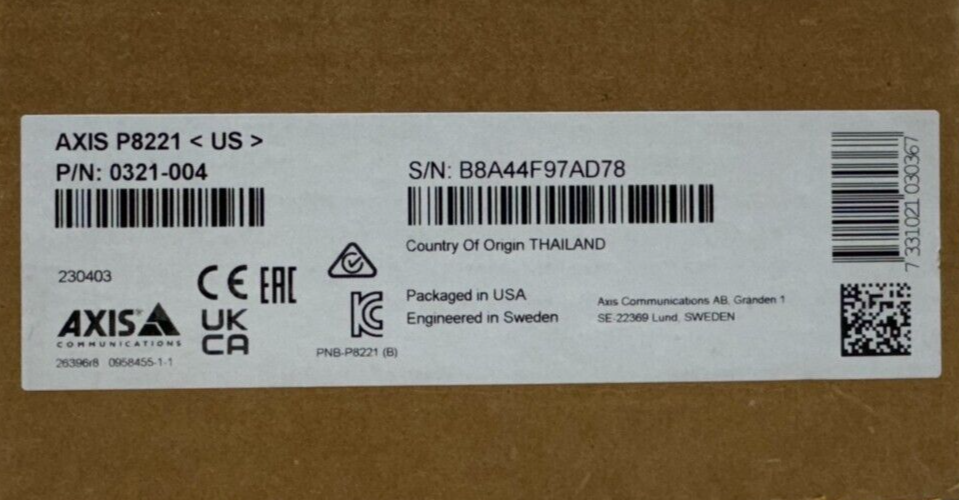 AXIS P8221 < US >
P/N: 0321-004
S/N: B8A44F97AD78
Country Of Origin THAILAND
230403
CE EAC
UK
CA
AXIS
COMMUNICATIONS
26396r8 0958455-1-1
PNB-P8221 (B)
Packaged in USA
Engineered in Sweden
Axis Communications AB, Gränden 1
SE-22369 Lund, SWEDEN
7 331021 030367